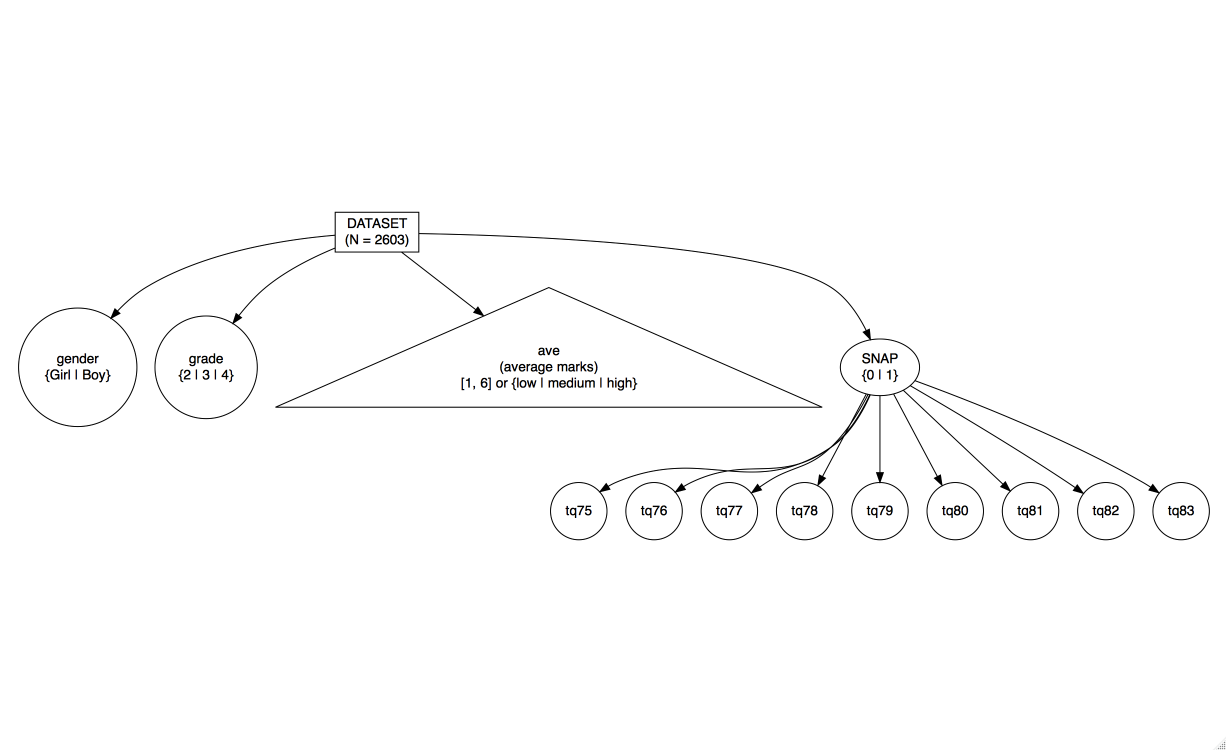 DATASET
(N = 2603)
gender
{Girl | Boy}
grade
{2 | 3 | 4}
ave
(average marks)
[1, 6] or {low | medium | high}
SNAP
{0 | 1}
tq75
tq76
tq77
tq78
tq79
tq80
tq81
tq82
tq83